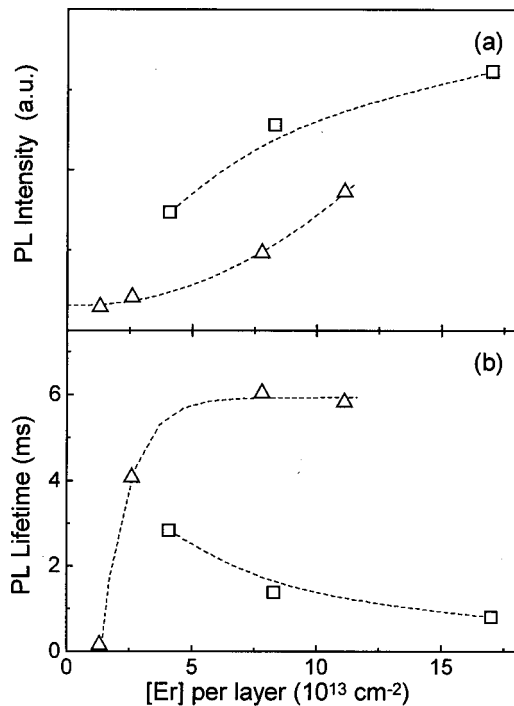 (a)
PL Intensity (a.u.)
(b)
PL Lifetime (ms)
6
4
2
0
0 5 10 15
[Er] per layer (10¹³ cm⁻²)